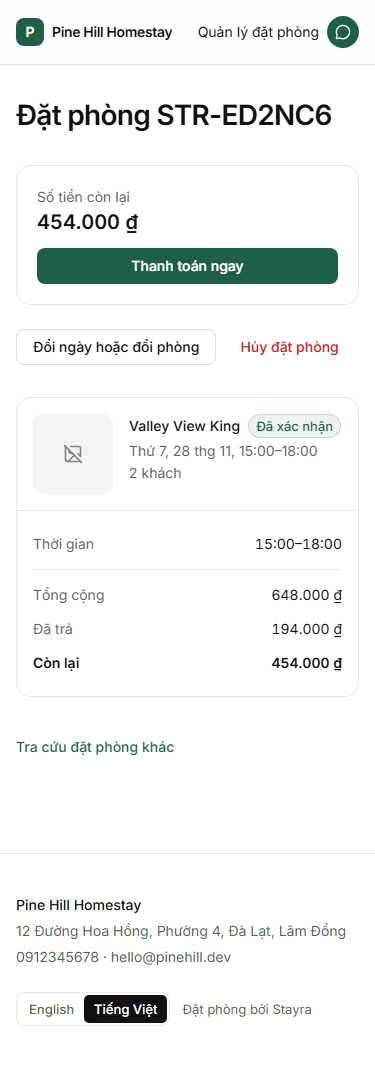 P Pine Hill Homestay Quản lý đặt phòng
Đặt phòng STR-ED2NC6
Số tiền còn lại
454.000 ₫
Thanh toán ngay
Đổi ngày hoặc đổi phòng Hủy đặt phòng
Valley View King Đã xác nhận
Thứ 7, 28 thg 11, 15:00–18:00
2 khách
Thời gian 15:00–18:00
Tổng cộng 648.000 ₫
Đã trả 194.000 ₫
Còn lại 454.000 ₫
Tra cứu đặt phòng khác
Pine Hill Homestay
12 Đường Hoa Hồng, Phường 4, Đà Lạt, Lâm Đồng
0912345678 · hello@pinehill.dev
English Tiếng Việt Đặt phòng bởi Stayra